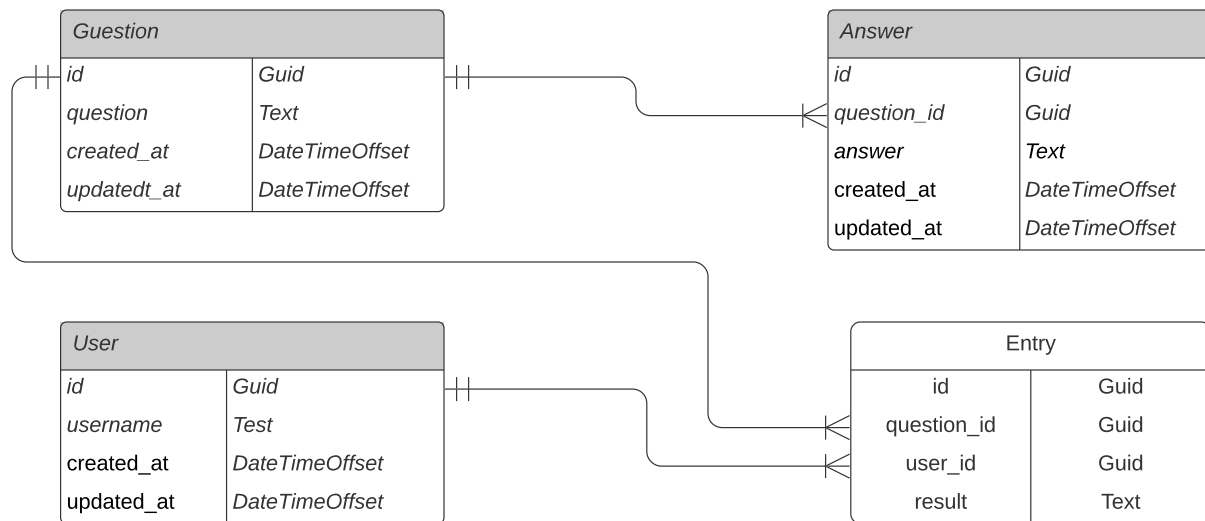 Guestion
id Guid
question Text
created_at DateTimeOffset
updatedt_at DateTimeOffset
Answer
id Guid
question_id Guid
answer Text
created_at DateTimeOffset
updated_at DateTimeOffset
User
id Guid
username Test
created_at DateTimeOffset
updated_at DateTimeOffset
Entry
id Guid
question_id Guid
user_id Guid
result Text